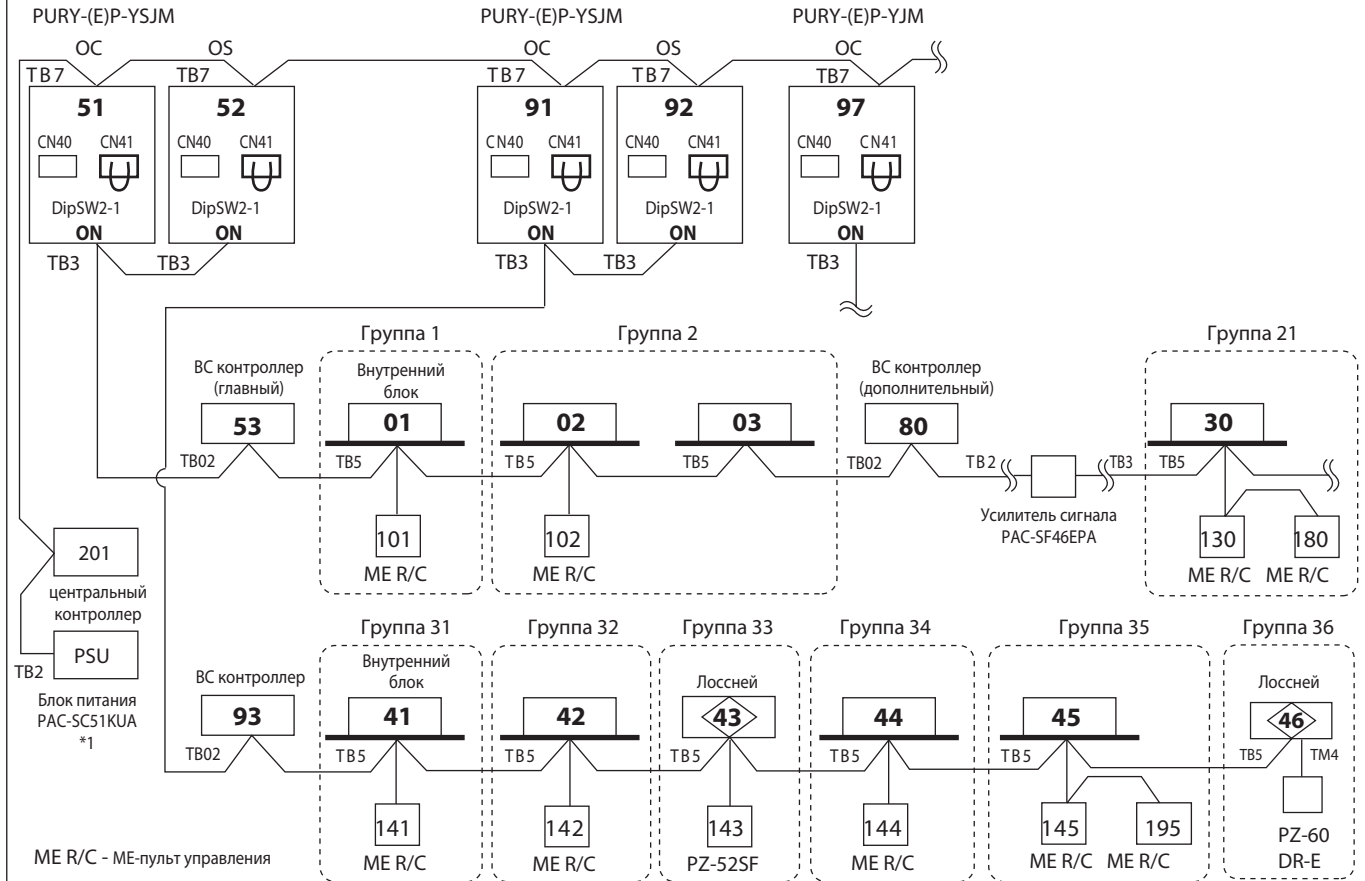 PURY-(E)P-YSJM PURY-(E)P-YSJM PURY-(E)P-YJM
OC OS OC OS OC
TB7 TB7 TB7 TB7 TB7
51 52 91 92 97
CN40 CN41 CN40 CN41 CN40 CN41 CN40 CN41 CN40 CN41
DipSW2-1 DipSW2-1 DipSW2-1 DipSW2-1 DipSW2-1
ON ON ON ON ON
TB3 TB3 TB3 TB3 TB3
Группа 1 Группа 2 Группа 21
BC контроллер
(главный)
Внутренний
блок
BC контроллер
(дополнительный)
53 01 02 03 80 30
TB02 TB5 TB5 TB5 TB02 TB2 TB3 TB5
Усилитель сигнала
PAC-SF46EPA
101 102 130 180
ME R/C ME R/C ME R/C ME R/C
201
центральный
контроллер
PSU
TB2
Блок питания
PAC-SC51KUA
*1
Группа 31 Группа 32 Группа 33 Группа 34 Группа 35 Группа 36
BC контроллер
Внутренний
блок
Лоссней Лоссней
93 41 42 43 44 45 46
TB02 TB5 TB5 TB5 TB5 TB5 TB5 TM4
141 142 143 144 145 195
ME R/C ME R/C PZ-52SF ME R/C ME R/C ME R/C
PZ-60
DR-E
ME R/C - ME-пульт управления